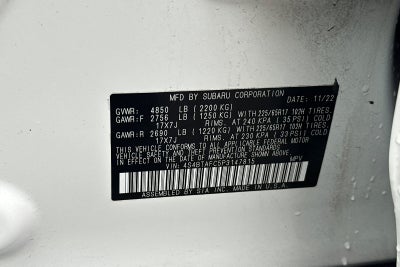 MFD BY SUBARU CORPORATION DATE: 11/22
GVWR: 4850 LB (2200 KG)
GAWR:F 2756 LB (1250 KG) WITH 225/65R17 102H TIRES,
17X7J RIMS, AT 240 KPA (35 PSI) COLD
GAWR:R 2690 LB (1220 KG) WITH 225/65R17 102H TIRES,
17X7J RIMS, AT 230 KPA (33 PSI) COLD
THIS VEHICLE CONFORMS TO ALL APPLICABLE FEDERAL
MOTOR VEHICLE SAFETY AND BUMPER STANDARDS
IN EFFECT ON THE DATE OF MANUFACTURE SHOWN ABOVE.
VIN: 4S4BTAFC5P3147815 MPV
ASSEMBLED BY SIA INC, MADE IN U.S.A.